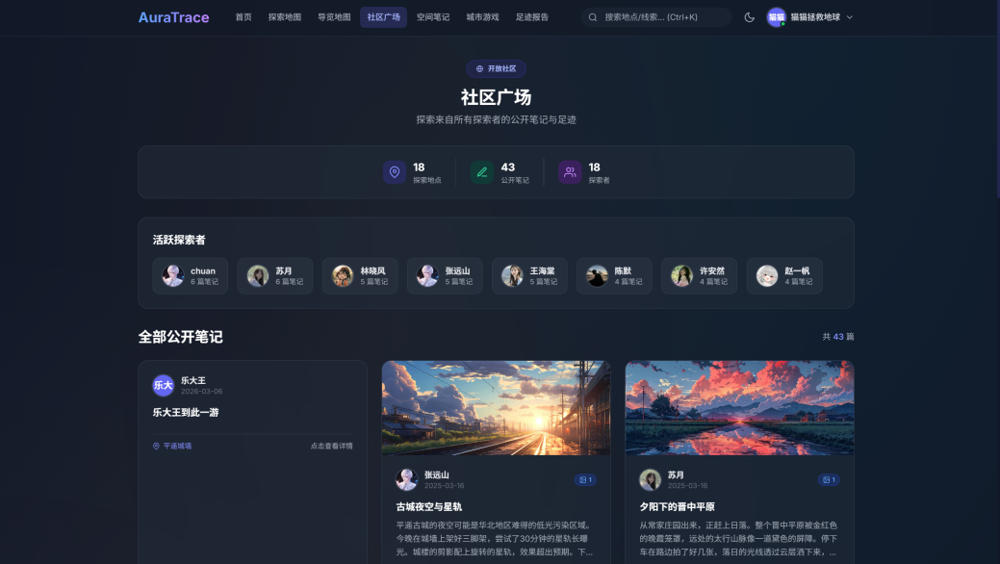 AuraTrace 首页 探索地图 导览地图 社区广场 空间笔记 城市游戏 足迹报告 搜索地点/线索... (Ctrl+K) 猫猫 猫猫拯救地球
开放社区
社区广场
探索来自所有探索者的公开笔记与足迹
18 43 18
探索地点 公开笔记 探索者
活跃探索者
chuan 苏月 林晓风 张远山 王海棠 陈默 许安然 赵一帆
6 篇笔记 6 篇笔记 5 篇笔记 5 篇笔记 5 篇笔记 4 篇笔记 4 篇笔记 4 篇笔记
全部公开笔记 共 43 篇
乐大 乐大王
2026-03-06
乐大王到此一游
平遥城墙 点击查看详情
张远山 1
2025-03-16
古城夜空与星轨
平遥古城的夜空可能是华北地区难得的低光污染区域。
今晚在城墙上架好三脚架，尝试了30分钟的星轨长曝
光。城楼的剪影配上旋转的星轨，效果超出预期。下...
苏月 1
2025-03-16
夕阳下的晋中平原
从常家庄园出来，正赶上日落。整个晋中平原被金红色
的晚霞笼罩，远处的太行山脉像一道黛色的屏障。停下
车在路边拍了好几张，落日的光线透过云层洒下来，...